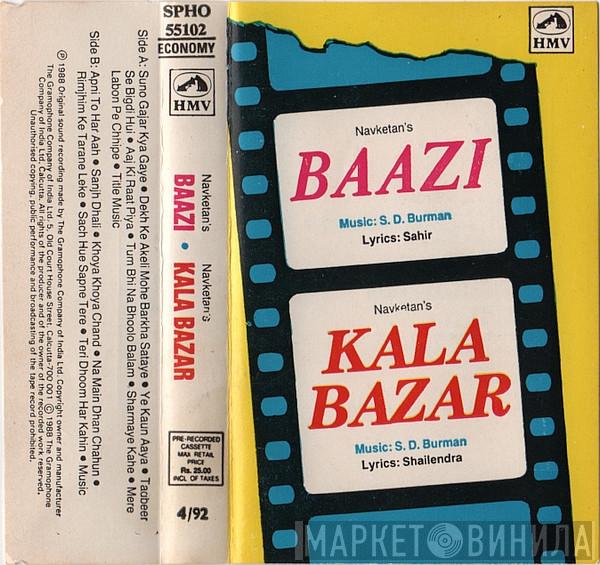 Side A: Suno Gajar Kya Gaye • Dekh Ke Akeli Mohe Barkha Sataye • Ye Kaun Aaya • Tadbeer
Se Bigdi Hui • Aaj Ki Raat Piya • Tum Bhi Na Bhoolo Balam • Sharmaye Kahe • Mere
Labon Pe Chhipe • Title Music
Side B: Apni To Har Aah • Sanjh Dhali • Khoya Khoya Chand • Na Main Dhan Chahun •
Rimjhim Ke Tarane Leke • Sach Hue Sapne Tere • Teri Dhoom Har Kahin • Music
℗ 1988 Original sound recording made by The Gramophone Company of India Ltd. Copyright owner and manufacturer
The Gramophone Company of India Ltd. 5, Old Court House Street, Calcutta-700 001 © 1988 The Gramophone
Company of India Ltd. Calcutta. All rights of the producer and of the owner of the recorded work reserved.
Unauthorised copying, public performance and broadcasting of the tape record prohibited.
SPHO
55102
ECONOMY
HMV
Navketan's
BAAZI •
Navketan's
KALA BAZAR
PRE-RECORDED
CASSETTE
MAX RETAIL
PRICE
Rs. 25.00
INCL OF TAXES
4/92
HMV
Navketan's
BAAZI
Music: S. D. Burman
Lyrics: Sahir
Navketan's
KALA
BAZAR
Music: S. D. Burman
Lyrics: Shailendra
МАРКЕТ ВИНИЛА